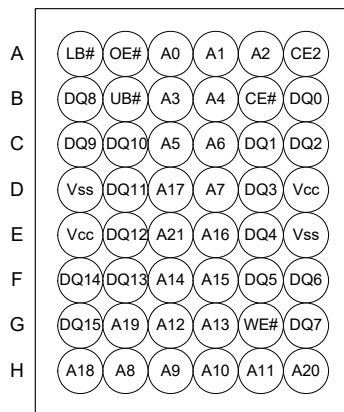 A LB# OE# A0 A1 A2 CE2
B DQ8 UB# A3 A4 CE# DQ0
C DQ9 DQ10 A5 A6 DQ1 DQ2
D Vss DQ11 A17 A7 DQ3 Vcc
E Vcc DQ12 A21 A16 DQ4 Vss
F DQ14 DQ13 A14 A15 DQ5 DQ6
G DQ15 A19 A12 A13 WE# DQ7
H A18 A8 A9 A10 A11 A20